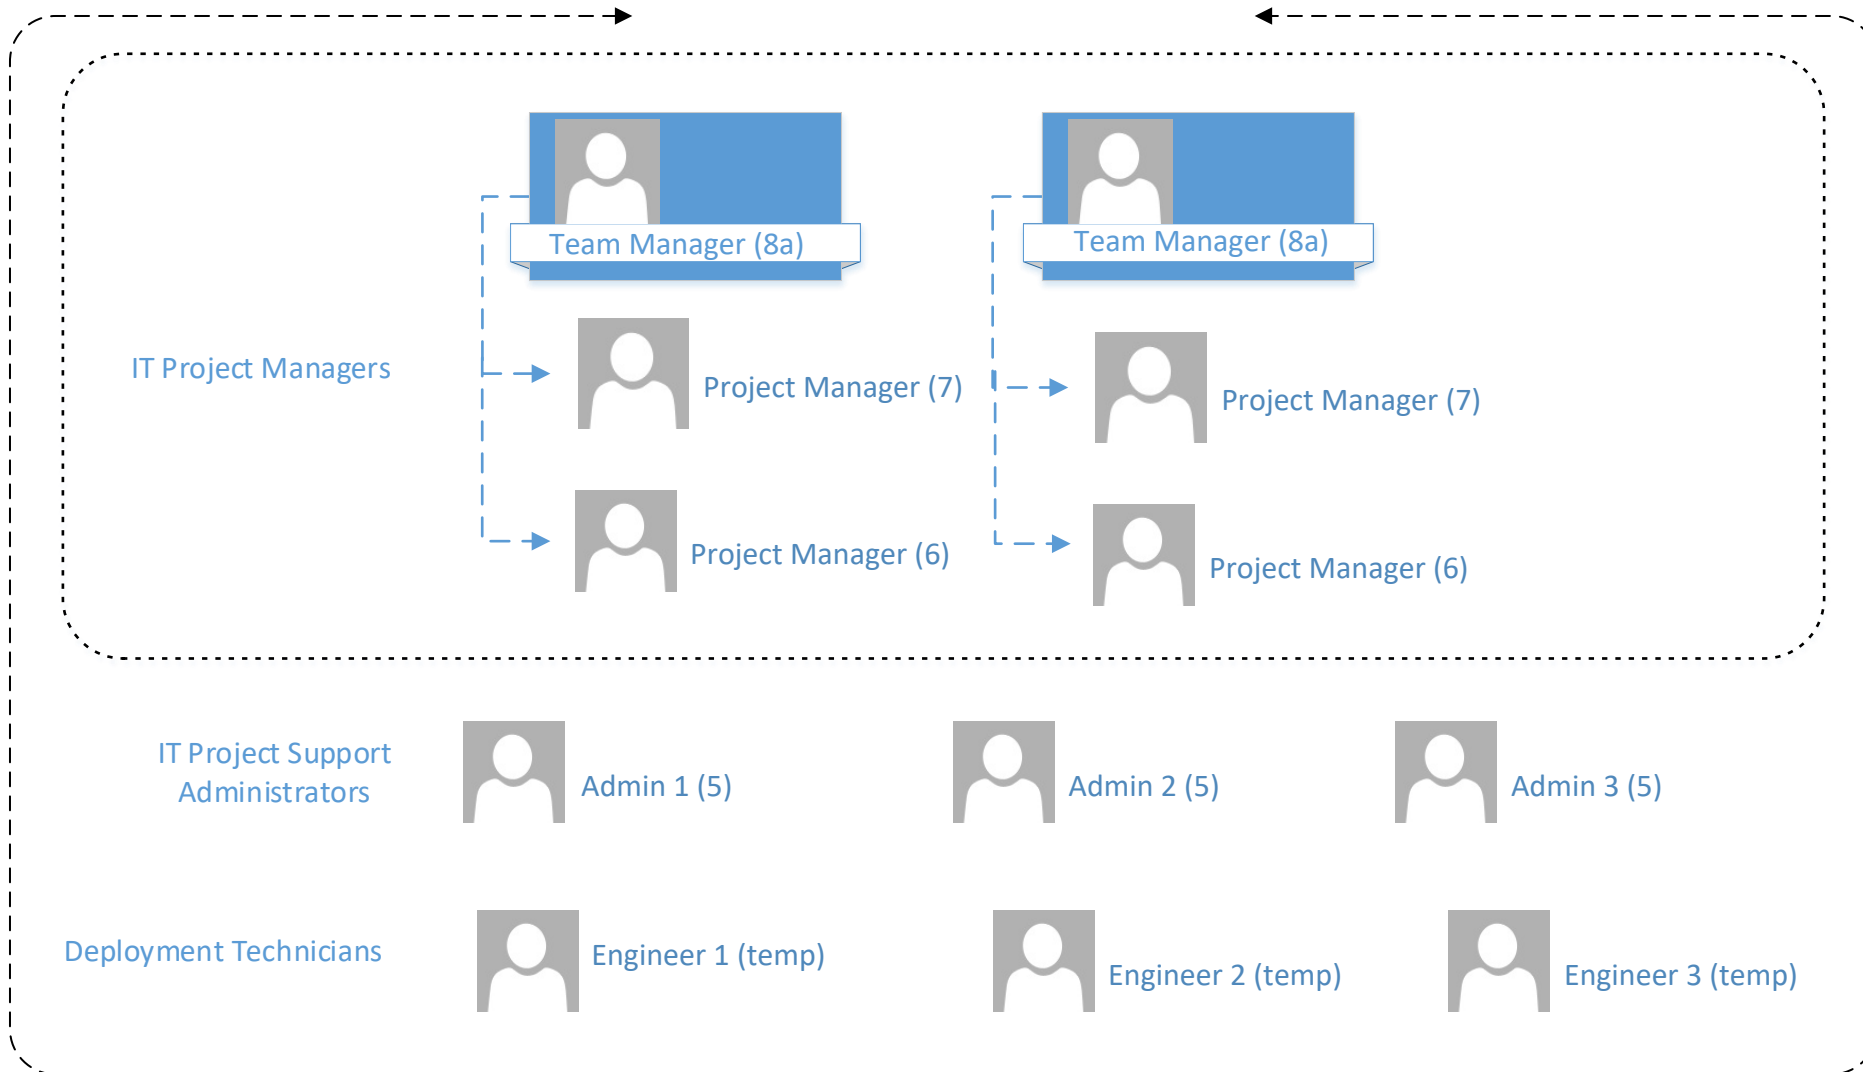 Team Manager (8a)
Team Manager (8a)
IT Project Managers
Project Manager (7)
Project Manager (7)
Project Manager (6)
Project Manager (6)
IT Project Support
Administrators
Admin 1 (5)
Admin 2 (5)
Admin 3 (5)
Deployment Technicians
Engineer 1 (temp)
Engineer 2 (temp)
Engineer 3 (temp)